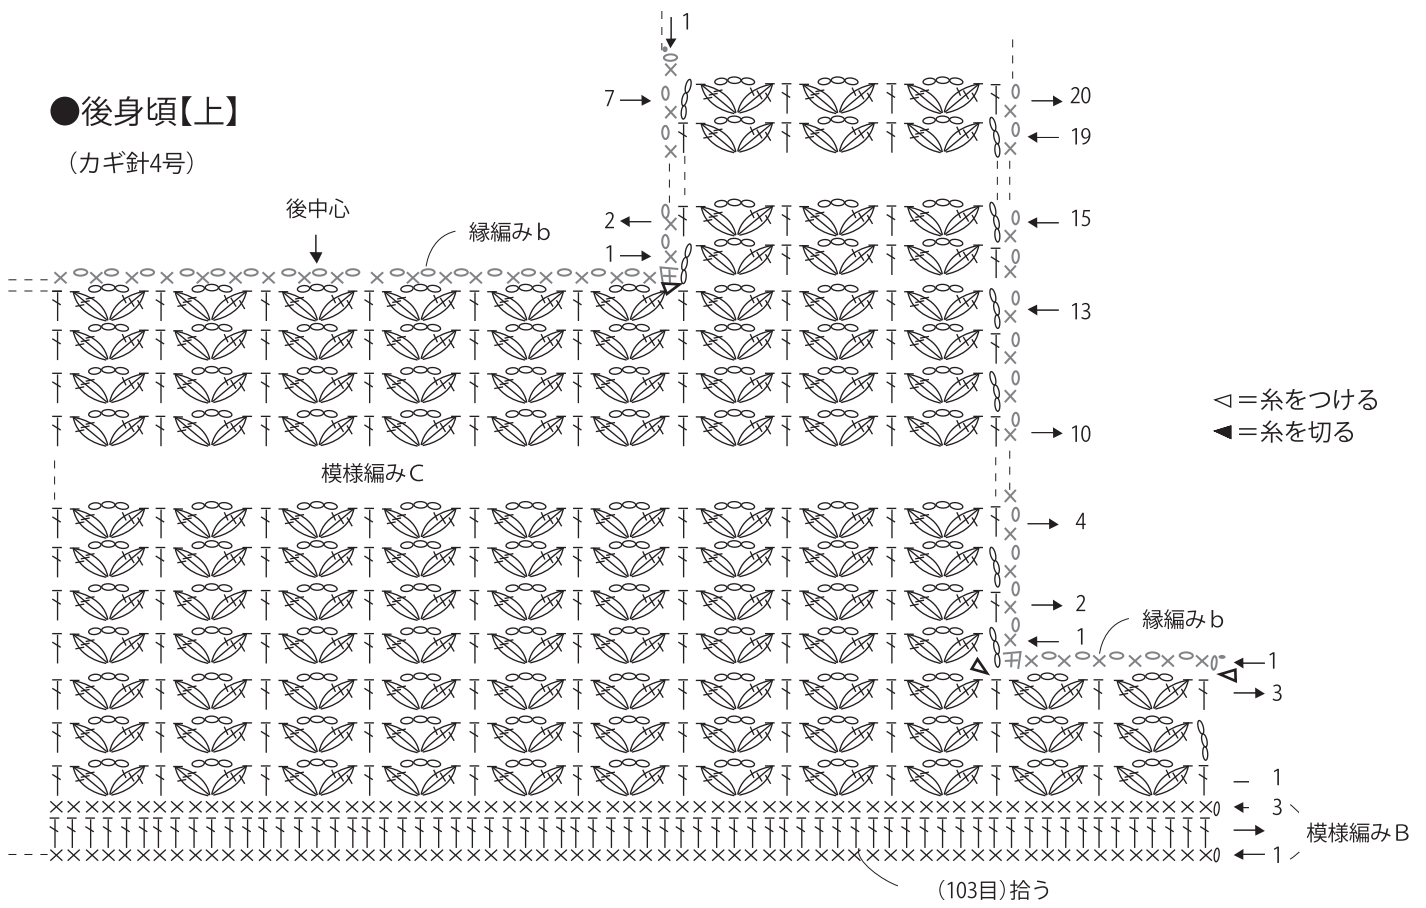 1
●後身頃【上】
（カギ針4号）
7
20
19
後中心
縁編みb
2
1
15
13
△＝糸をつける
▲＝糸を切る
10
模様編みC
4
2
1
縁編みb
1
3
1
3
模様編みB
1
（103目）拾う